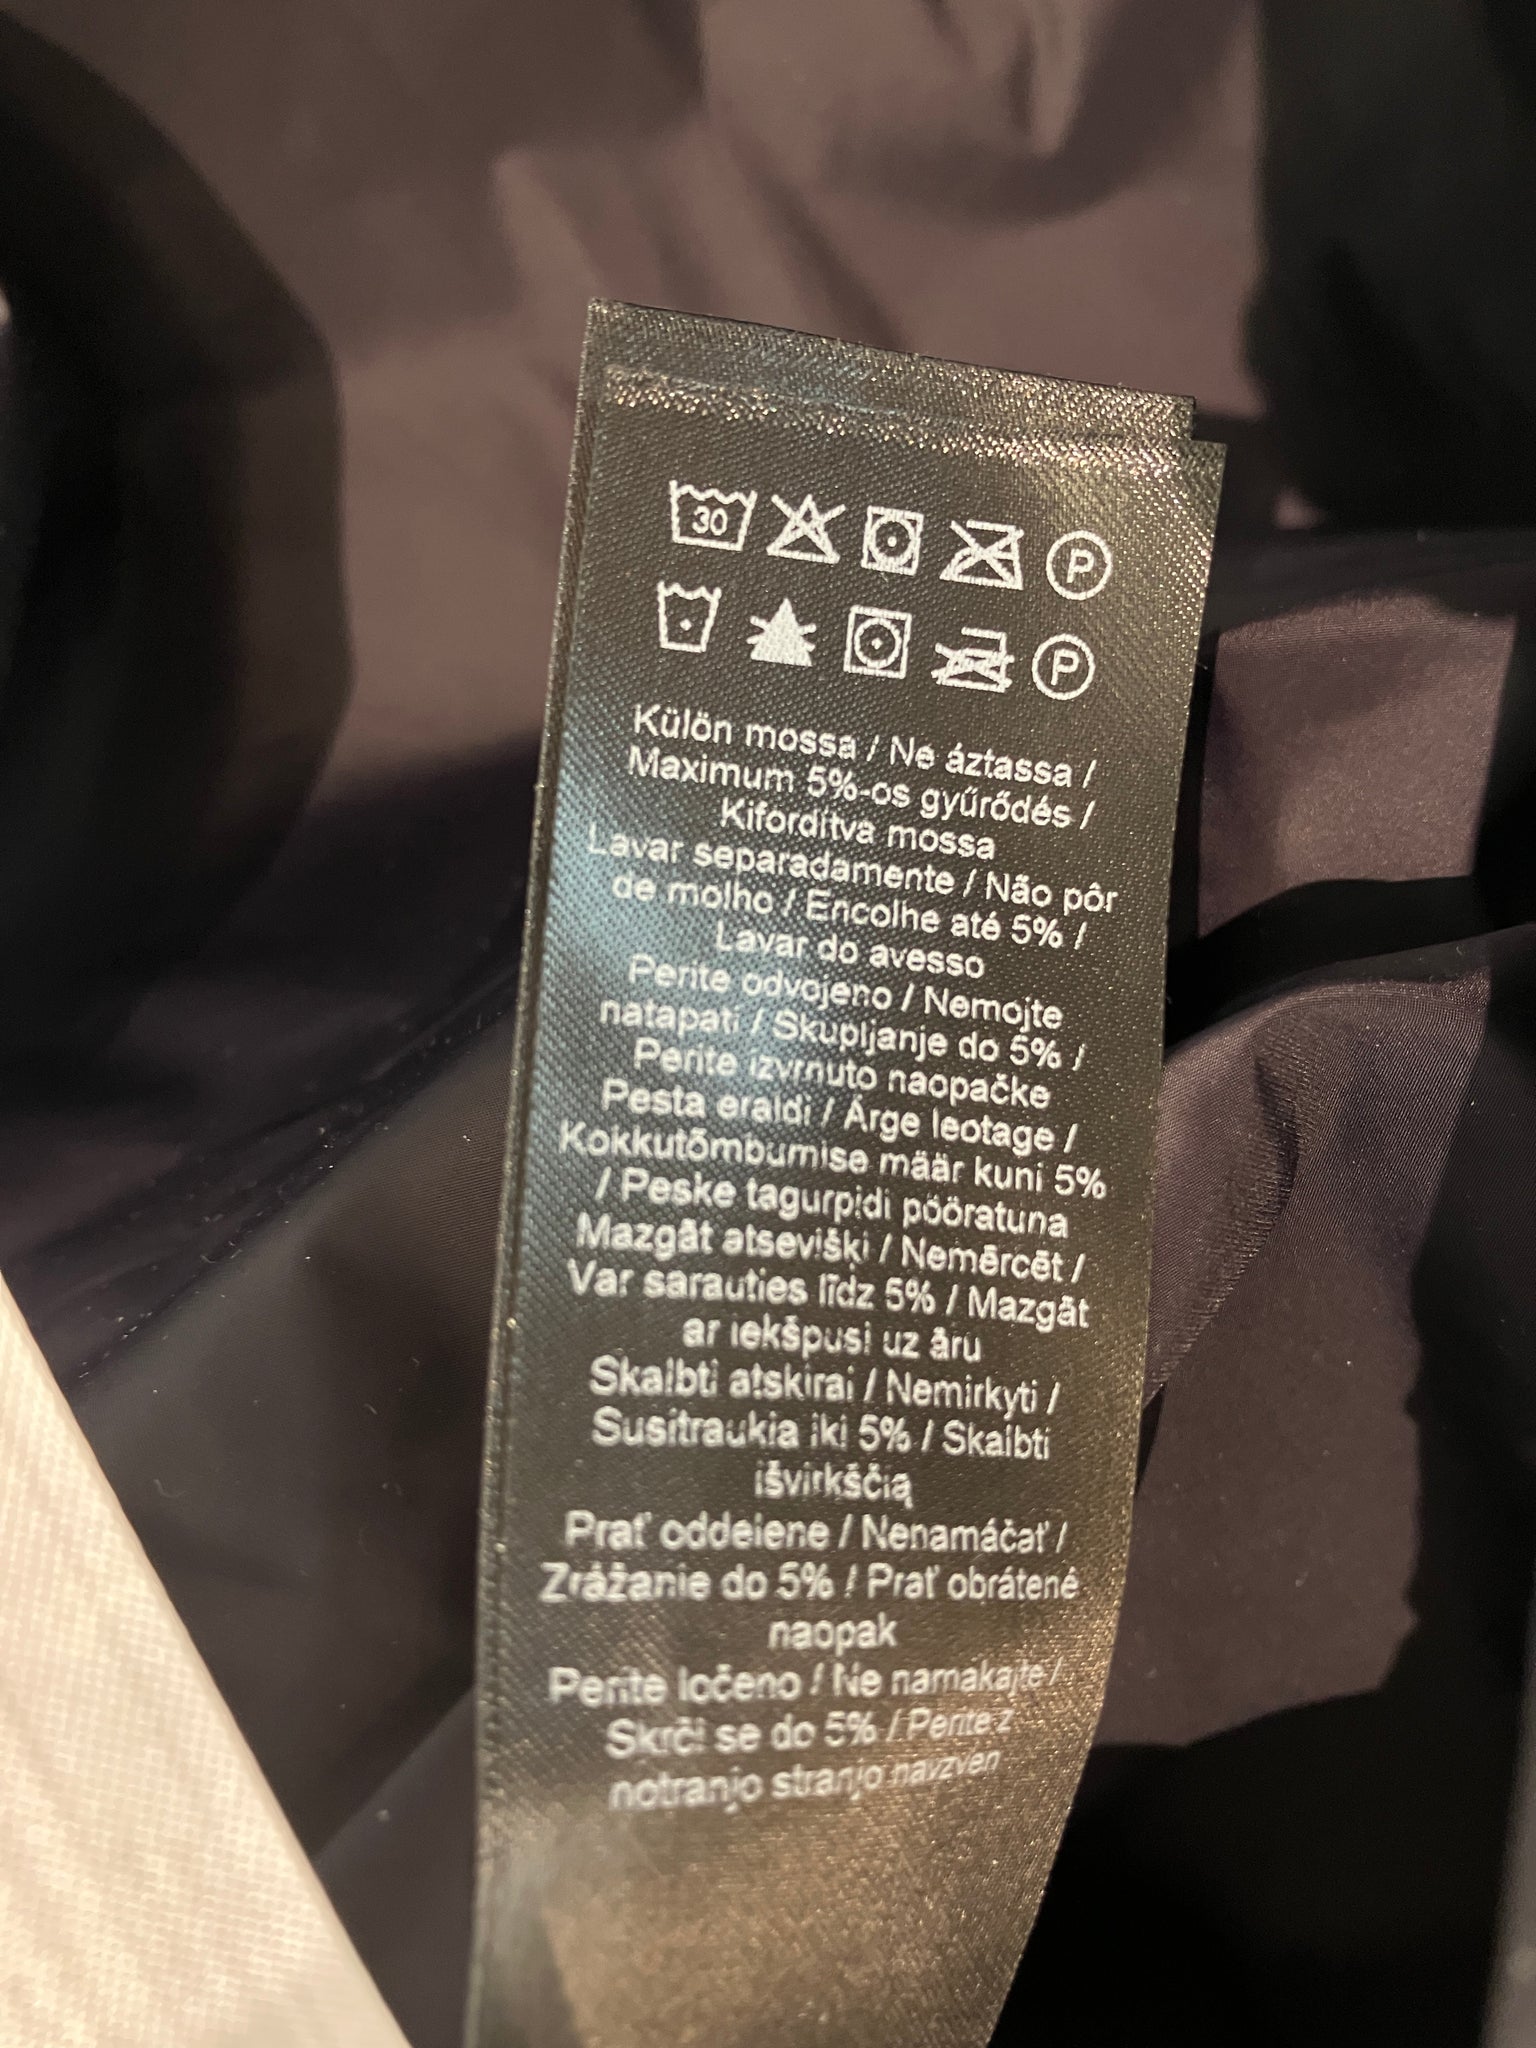 30 P
P
Külön mossa / Ne áztassa /
Maximum 5%-os gyűrődés /
Kifordítva mossa
Lavar separadamente / Não pôr
de molho / Encolhe até 5% /
Lavar do avesso
Perite odvojeno / Nemojte
natapati / Skupljanje do 5% /
Perite izvrnuto naopačke
Pesta eraldi / Ärge leotage /
Kokkutõmbumise määr kuni 5%
/ Peske tagurpidi pööratuna
Mazgāt atsevišķi / Nemērcēt /
Var sarauties līdz 5% / Mazgāt
ar iekšpusi uz āru
Skalbti atskirai / Nemirkyti /
Susitraukia iki 5% / Skalbti
išvirkščią
Prať oddelene / Nenamáčať /
Zrážanie do 5% / Prať obrátené
naopak
Perite ločeno / Ne namakajte /
Skrči se do 5% / Perite z
notranjo stranjo navzven